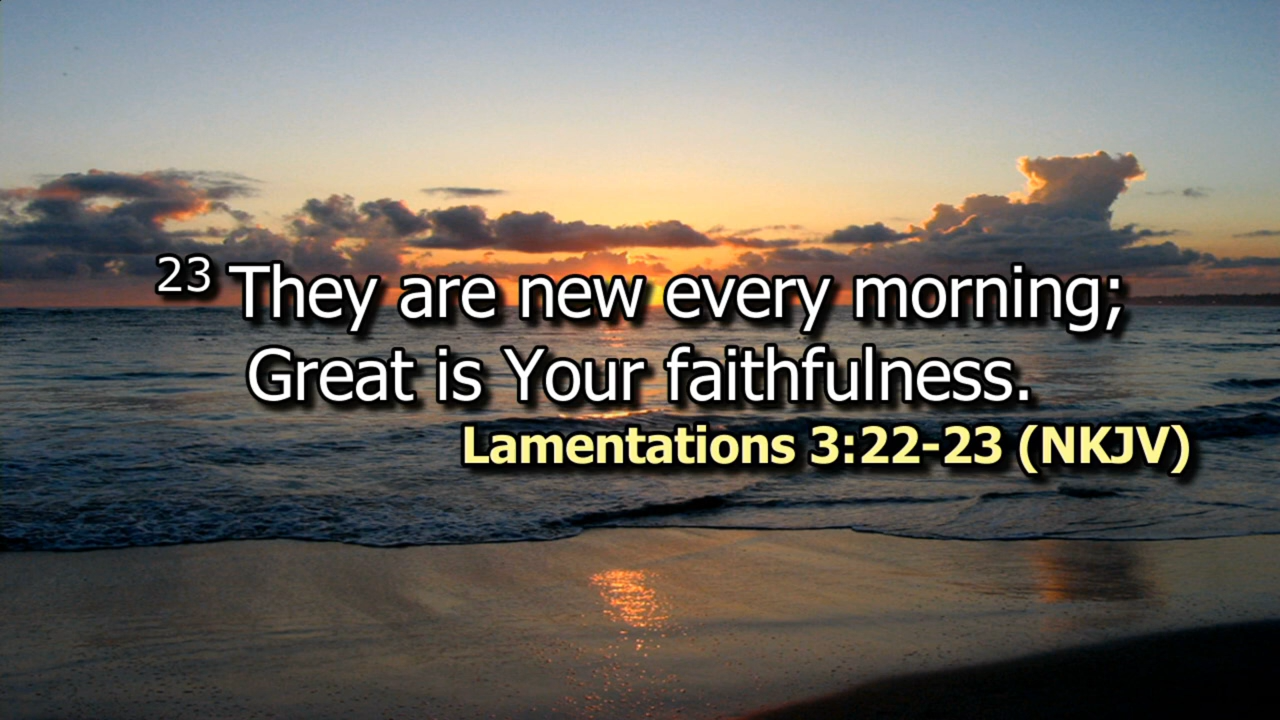 23 They are new every morning;
Great is Your faithfulness.
Lamentations 3:22-23 (NKJV)